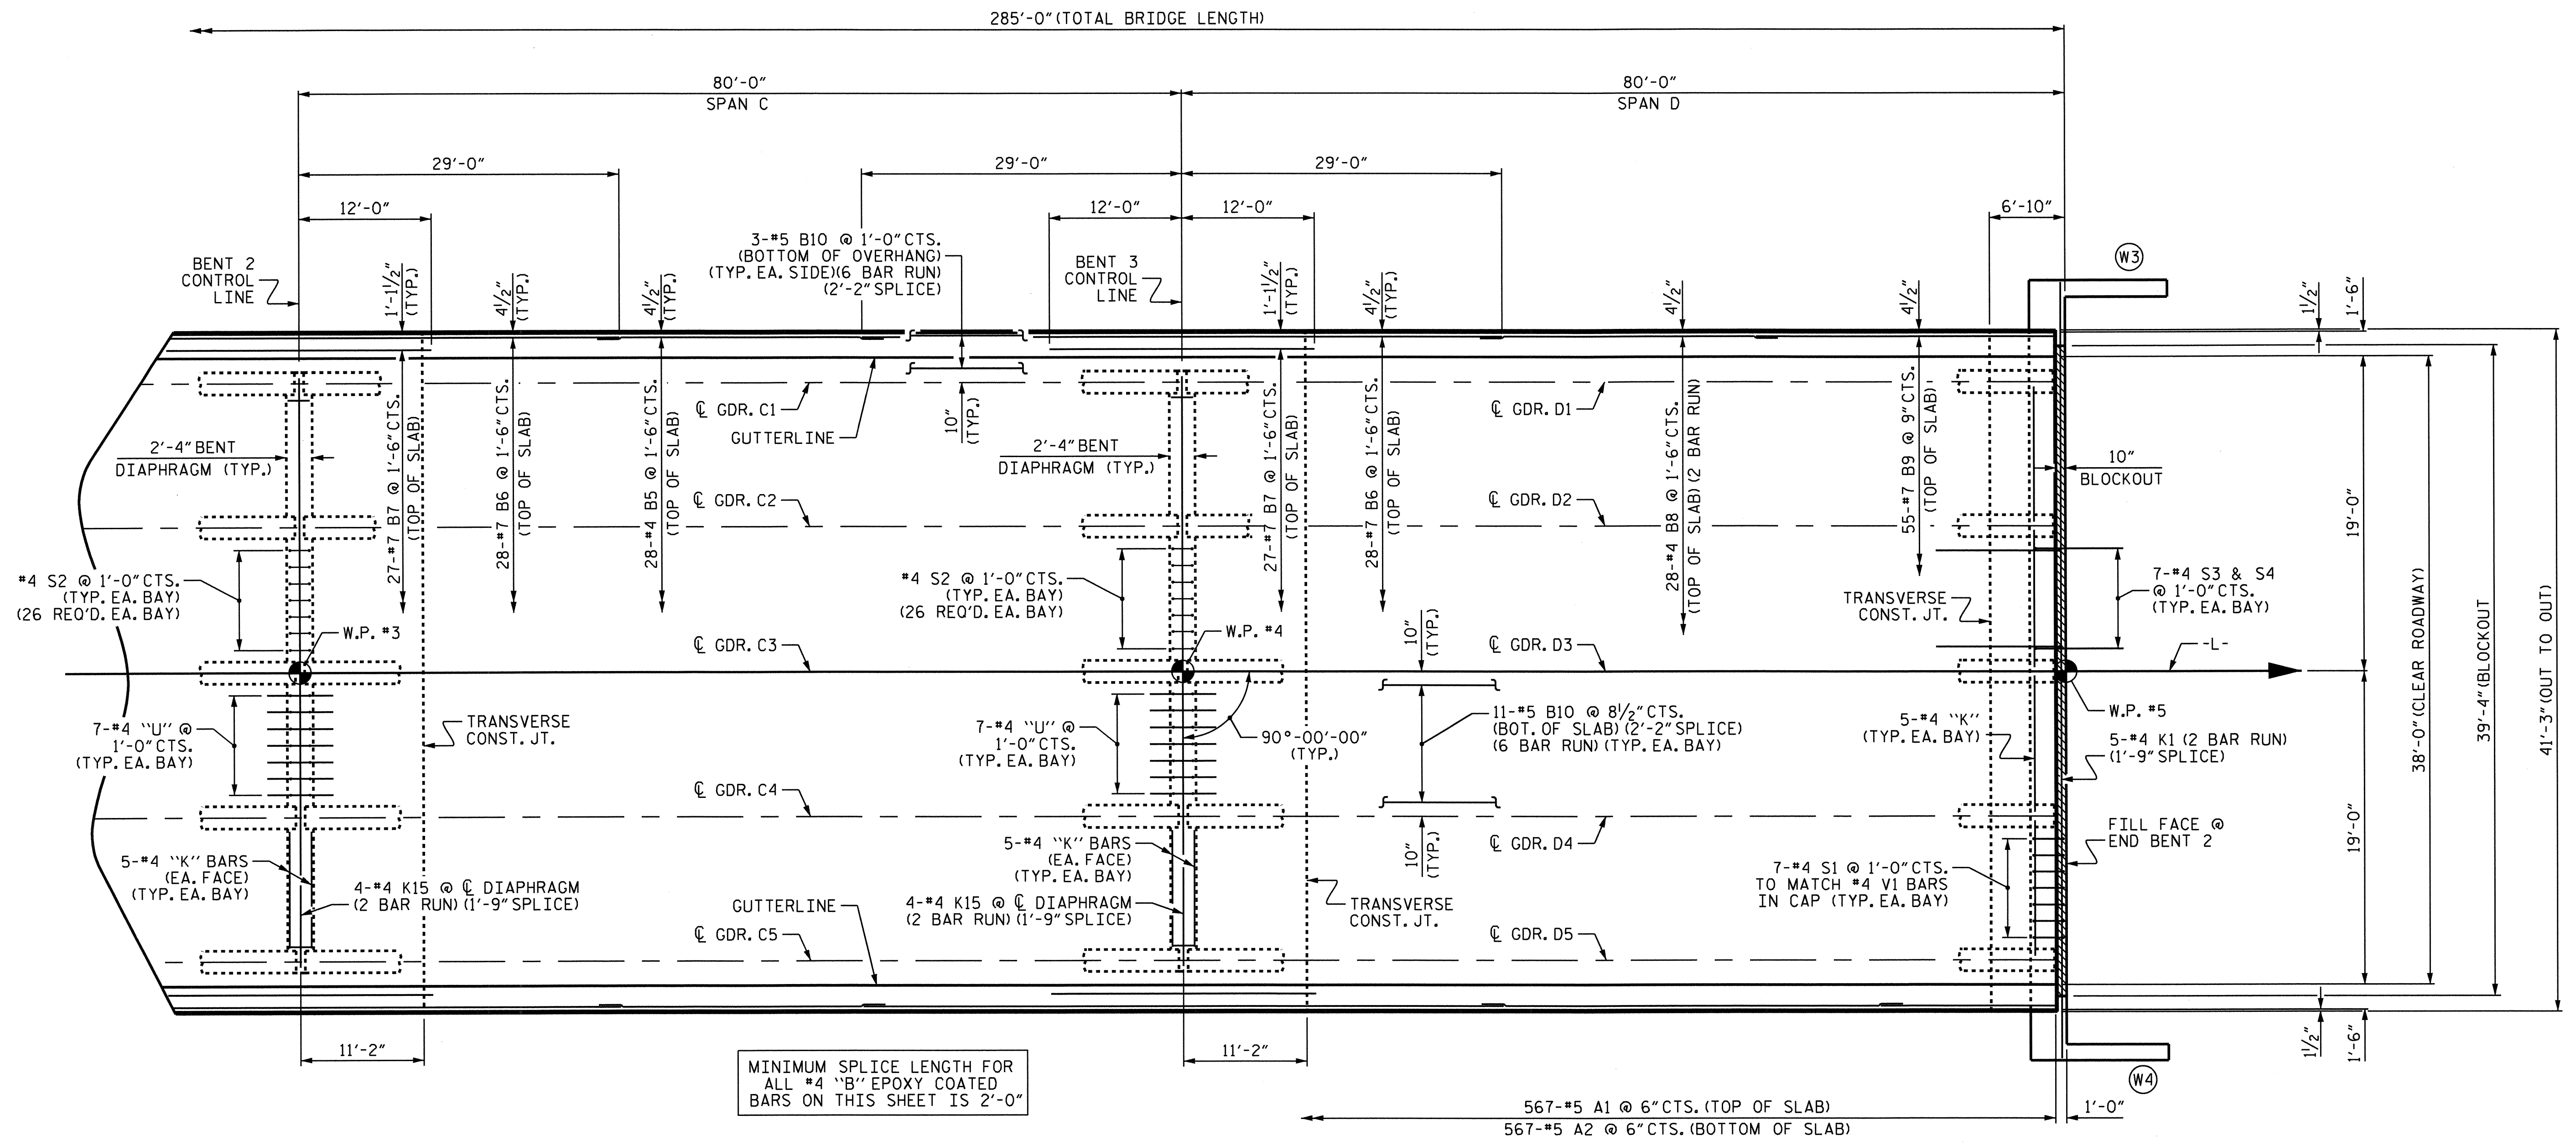 285'-0" (TOTAL BRIDGE LENGTH)
80'-0"
SPAN C
80'-0"
SPAN D
29'-0"
29'-0"
29'-0"
12'-0"
12'-0"
12'-0"
6'-10"
BENT 2
CONTROL
LINE
1'-1½"
(TYP.)
4½"
(TYP.)
4½"
(TYP.)
3-#5 B10 @ 1'-0" CTS.
(BOTTOM OF OVERHANG)
(TYP. EA. SIDE)(6 BAR RUN)
(2'-2" SPLICE)
BENT 3
CONTROL
LINE
1'-1½"
(TYP.)
4½"
(TYP.)
4½"
4½"
W3
1½"
1'-6"
27-#7 B7 @ 1'-6" CTS.
(TOP OF SLAB)
28-#7 B6 @ 1'-6" CTS.
(TOP OF SLAB)
28-#4 B5 @ 1'-6" CTS.
(TOP OF SLAB)
℄ GDR. C1
GUTTERLINE
10"
(TYP.)
27-#7 B7 @ 1'-6" CTS.
(TOP OF SLAB)
28-#7 B6 @ 1'-6" CTS.
(TOP OF SLAB)
℄ GDR. D1
28-#4 B8 @ 1'-6" CTS.
(TOP OF SLAB) (2 BAR RUN)
55-#7 B9 @ 9" CTS.
(TOP OF SLAB)
2'-4" BENT
DIAPHRAGM (TYP.)
2'-4" BENT
DIAPHRAGM (TYP.)
10"
BLOCKOUT
℄ GDR. C2
℄ GDR. D2
19'-0"
#4 S2 @ 1'-0" CTS.
(TYP. EA. BAY)
(26 REQ'D. EA. BAY)
#4 S2 @ 1'-0" CTS.
(TYP. EA. BAY)
(26 REQ'D. EA. BAY)
7-#4 S3 & S4
@ 1'-0" CTS.
(TYP. EA. BAY)
TRANSVERSE
CONST. JT.
W.P. #3
W.P. #4
℄ GDR. C3
℄ GDR. D3
10"
(TYP.)
-L-
38'-0" (CLEAR ROADWAY)
39'-4" (BLOCKOUT
41'-3" (OUT TO OUT)
7-#4 "U" @
1'-0" CTS.
(TYP. EA. BAY)
TRANSVERSE
CONST. JT.
7-#4 "U" @
1'-0" CTS.
(TYP. EA. BAY)
90°-00'-00"
(TYP.)
11-#5 B10 @ 8½" CTS.
(BOT. OF SLAB) (2'-2" SPLICE)
(6 BAR RUN) (TYP. EA. BAY)
5-#4 "K"
(TYP. EA. BAY)
W.P. #5
5-#4 K1 (2 BAR RUN)
(1'-9" SPLICE)
℄ GDR. C4
℄ GDR. D4
10"
(TYP.)
FILL FACE @
END BENT 2
19'-0"
5-#4 "K" BARS
(EA. FACE)
(TYP. EA. BAY)
4-#4 K15 @ ℄ DIAPHRAGM
(2 BAR RUN) (1'-9" SPLICE)
5-#4 "K" BARS
(EA. FACE)
(TYP. EA. BAY)
4-#4 K15 @ ℄ DIAPHRAGM
(2 BAR RUN) (1'-9" SPLICE)
7-#4 S1 @ 1'-0" CTS.
TO MATCH #4 V1 BARS
IN CAP (TYP. EA. BAY)
GUTTERLINE
TRANSVERSE
CONST. JT.
℄ GDR. C5
℄ GDR. D5
11'-2"
11'-2"
1½"
1'-6"
W4
MINIMUM SPLICE LENGTH FOR
ALL #4 "B" EPOXY COATED
BARS ON THIS SHEET IS 2'-0"
567-#5 A1 @ 6" CTS. (TOP OF SLAB)
567-#5 A2 @ 6" CTS. (BOTTOM OF SLAB)
1'-0"